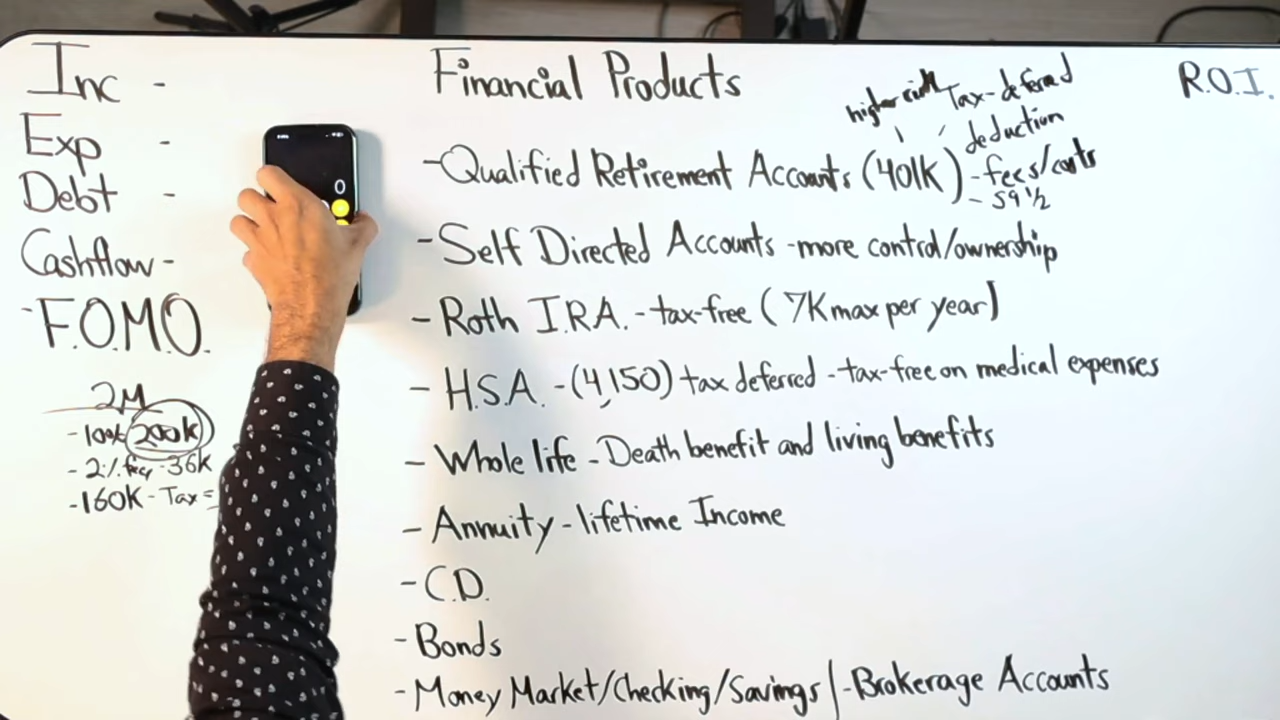 Inc -
Exp -
Debt -
Cashflow -
- F.O.M.O.
2M
- 10% 200K
- 2% fees - 36K
- 160K - Tax =
0
Financial Products
higher risk
Tax-deferred
deduction
- Qualified Retirement Accounts (401K) - fees/costs
- 59 1/2
- Self Directed Accounts - more control/ownership
- Roth I.R.A. - tax-free (7K max per year)
- H.S.A. - (4,150) tax deferred - tax-free on medical expenses
- Whole life - Death benefit and living benefits
- Annuity - lifetime Income
- C.D.
- Bonds
- Money Market/Checking/Savings | - Brokerage Accounts
R.O.I.